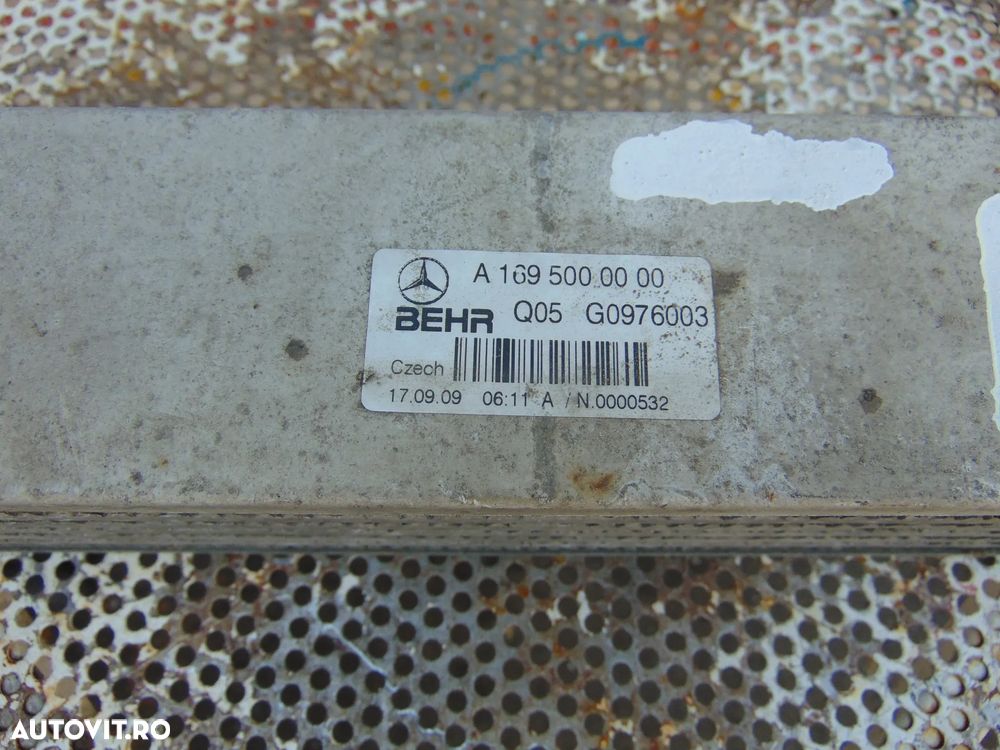 A 169 500 00 00
BEHR Q05 G0976003
Czech
17.09.09 06:11 A / N.0000532
AUTOVIT.RO